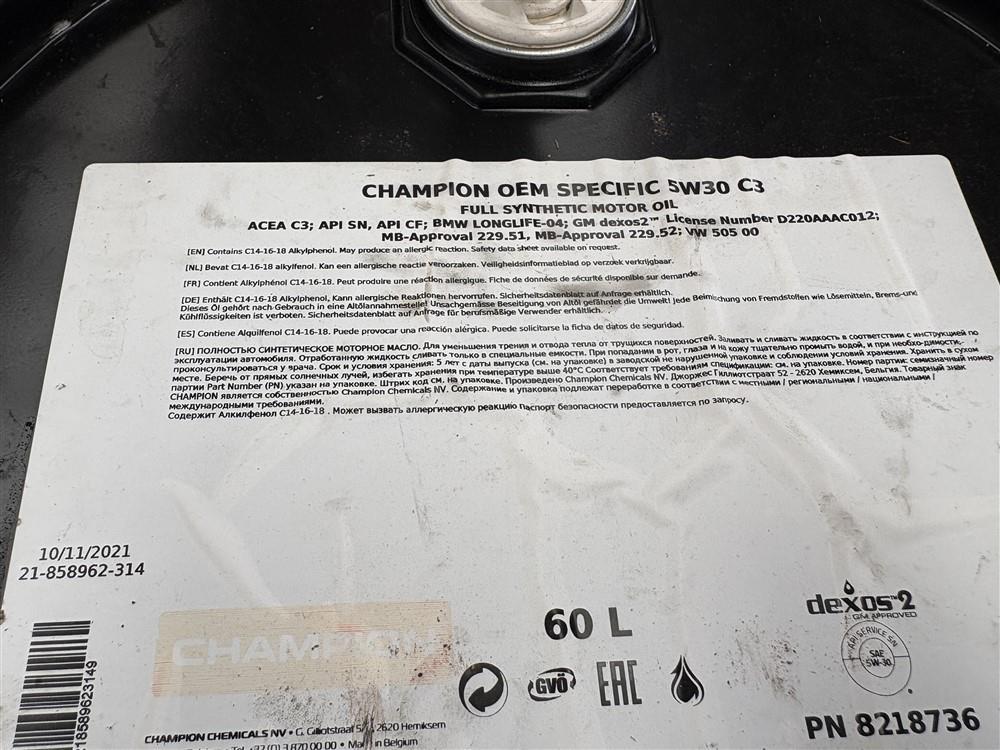 CHAMPION OEM SPECIFIC 5W30 C3
FULL SYNTHETIC MOTOR OIL
ACEA C3; API SN, API CF; BMW LONGLIFE-04; GM dexos2™ License Number D220AAAC012;
MB-Approval 229.51, MB-Approval 229.52; VW 505 00
[EN] Contains C14-16-18 Alkylphenol. May produce an allergic reaction. Safety data sheet available on request.
[NL] Bevat C14-16-18 alkylfenol. Kan een allergische reactie veroorzaken. Veiligheidsinformatieblad op verzoek verkrijgbaar.
[FR] Contient Alkylphénol C14-16-18. Peut produire une réaction allergique. Fiche de données de sécurité disponible sur demande.
[DE] Enthält C14-16-18 Alkylphenol, Kann allergische Reaktionen hervorrufen. Sicherheitsdatenblatt auf Anfrage erhältlich.
Dieses Öl gehört nach Gebrauch in eine Altölannahmestelle! Unsachgemässe Beseitigung von Altöl gefährdet die Umwelt! Jede Beimischung von Fremdstoffen wie Lösemitteln, Brems-und
Kühlflüssigkeiten ist verboten. Sicherheitsdatenblatt auf Anfrage für berufsmäßige Verwender erhältlich.
[ES] Contiene Alquilfenol C14-16-18. Puede provocar una reacción alérgica. Puede solicitarse la ficha de datos de seguridad.
[RU] ПОЛНОСТЬЮ СИНТЕТИЧЕСКОЕ МОТОРНОЕ МАСЛО. Для уменьшения трения и отвода тепла от трущихся поверхностей. Заливать и сливать жидкость в соответствии с инструкцией по
эксплуатации автомобиля. Отработанную жидкость сливать только в специальные емкости. При попадании в рот, глаза и на кожу тщательно промыть водой, и при необхо-димости,-
проконсультироваться у врача. Срок и условия хранения: 5 лет с даты выпуска (см. на упаковке) в заводской не нарушенной упаковке и соблюдении условий хранения. Хранить в сухом
месте. Беречь от прямых солнечных лучей, избегать хранения при температуре выше 40°C Соответствует требованиям спецификации: см. на упаковке. Номер партии: семизначный номер
партии Part Number (PN) указан на упаковке. Штрих код см. на упаковке. Произведено Champion Chemicals NV. Джоржес Гиллиотстраат 52 - 2620 Хемиксем, Бельгия. Товарный знак
CHAMPION является собственностью Champion Chemicals NV. Содержание и упаковка подлежат переработке в соответствии с местными / региональными / национальными /
международными требованиями.
Содержит Алкилфенол C14-16-18 . Может вызвать аллергическую реакцию Паспорт безопасности предоставляется по запросу.
10/11/2021
21-858962-314
CHAMPION
60 L
dexos™2
GM APPROVED
API SERVICE SN
SAE
5W-30
GVÖ
EAC
PN 8218736
CHAMPION CHEMICALS NV • G. Gilliotstraat 2620 Hemiksem
Tel. +32 (0) 3 870 00 00 • in Belgium